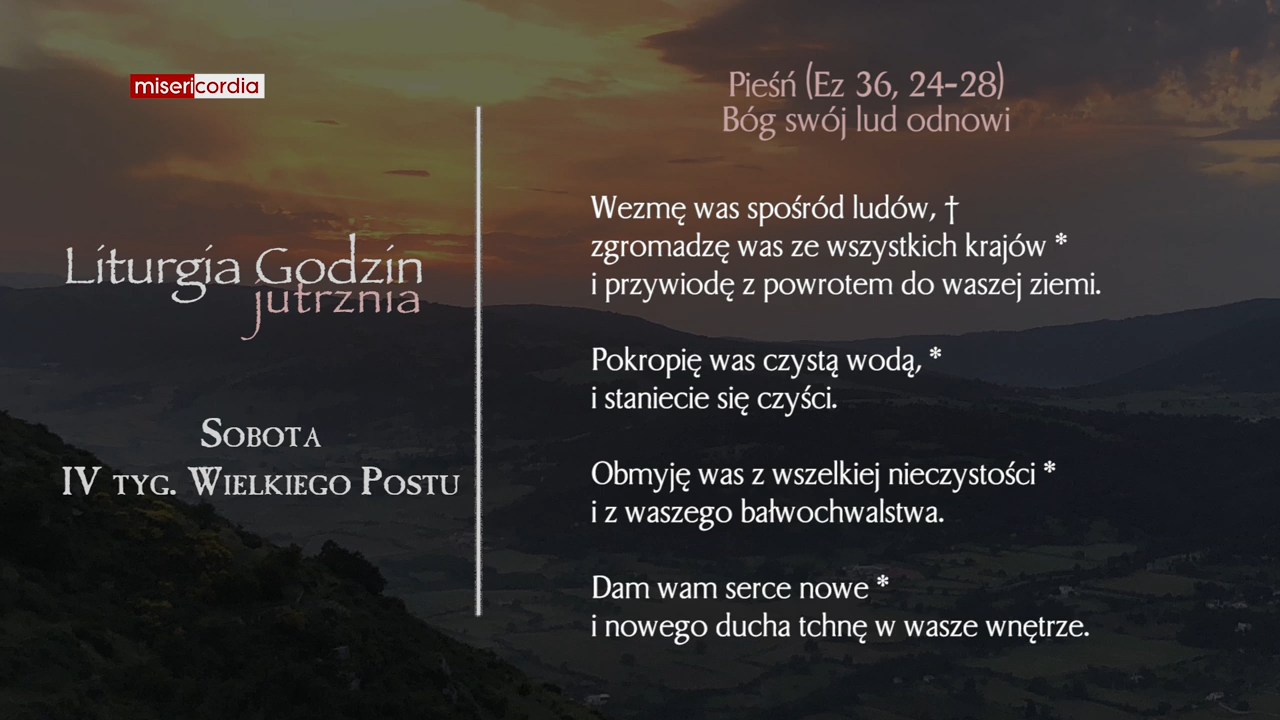 misericordia
Liturgia Godzin
jutrznia
Sobota
IV tyg. Wielkiego Postu
Pieśń (Ez 36, 24-28)
Bóg swój lud odnowi
Wezmę was spośród ludów, †
zgromadzę was ze wszystkich krajów *
i przywiodę z powrotem do waszej ziemi.
Pokropię was czystą wodą, *
i staniecie się czyści.
Obmyję was z wszelkiej nieczystości *
i z waszego bałwochwalstwa.
Dam wam serce nowe *
i nowego ducha tchnę w wasze wnętrze.